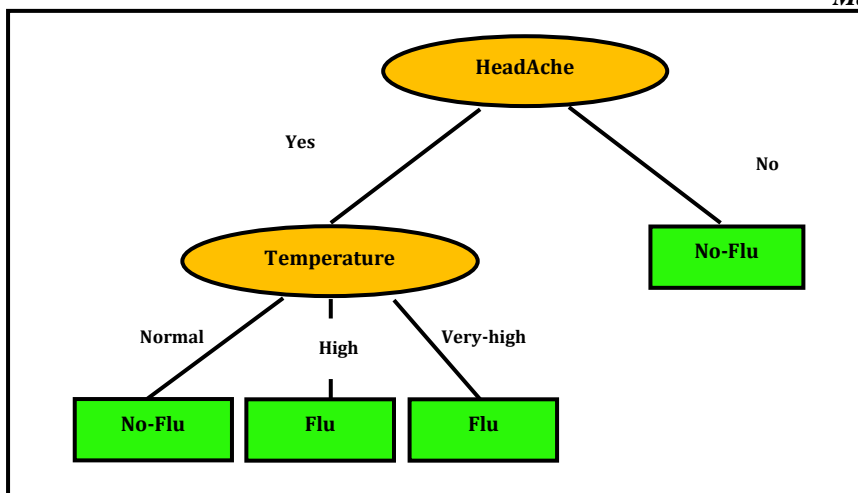 HeadAche
Yes
No
No-Flu
Temperature
Normal
High
Very-high
No-Flu
Flu
Flu